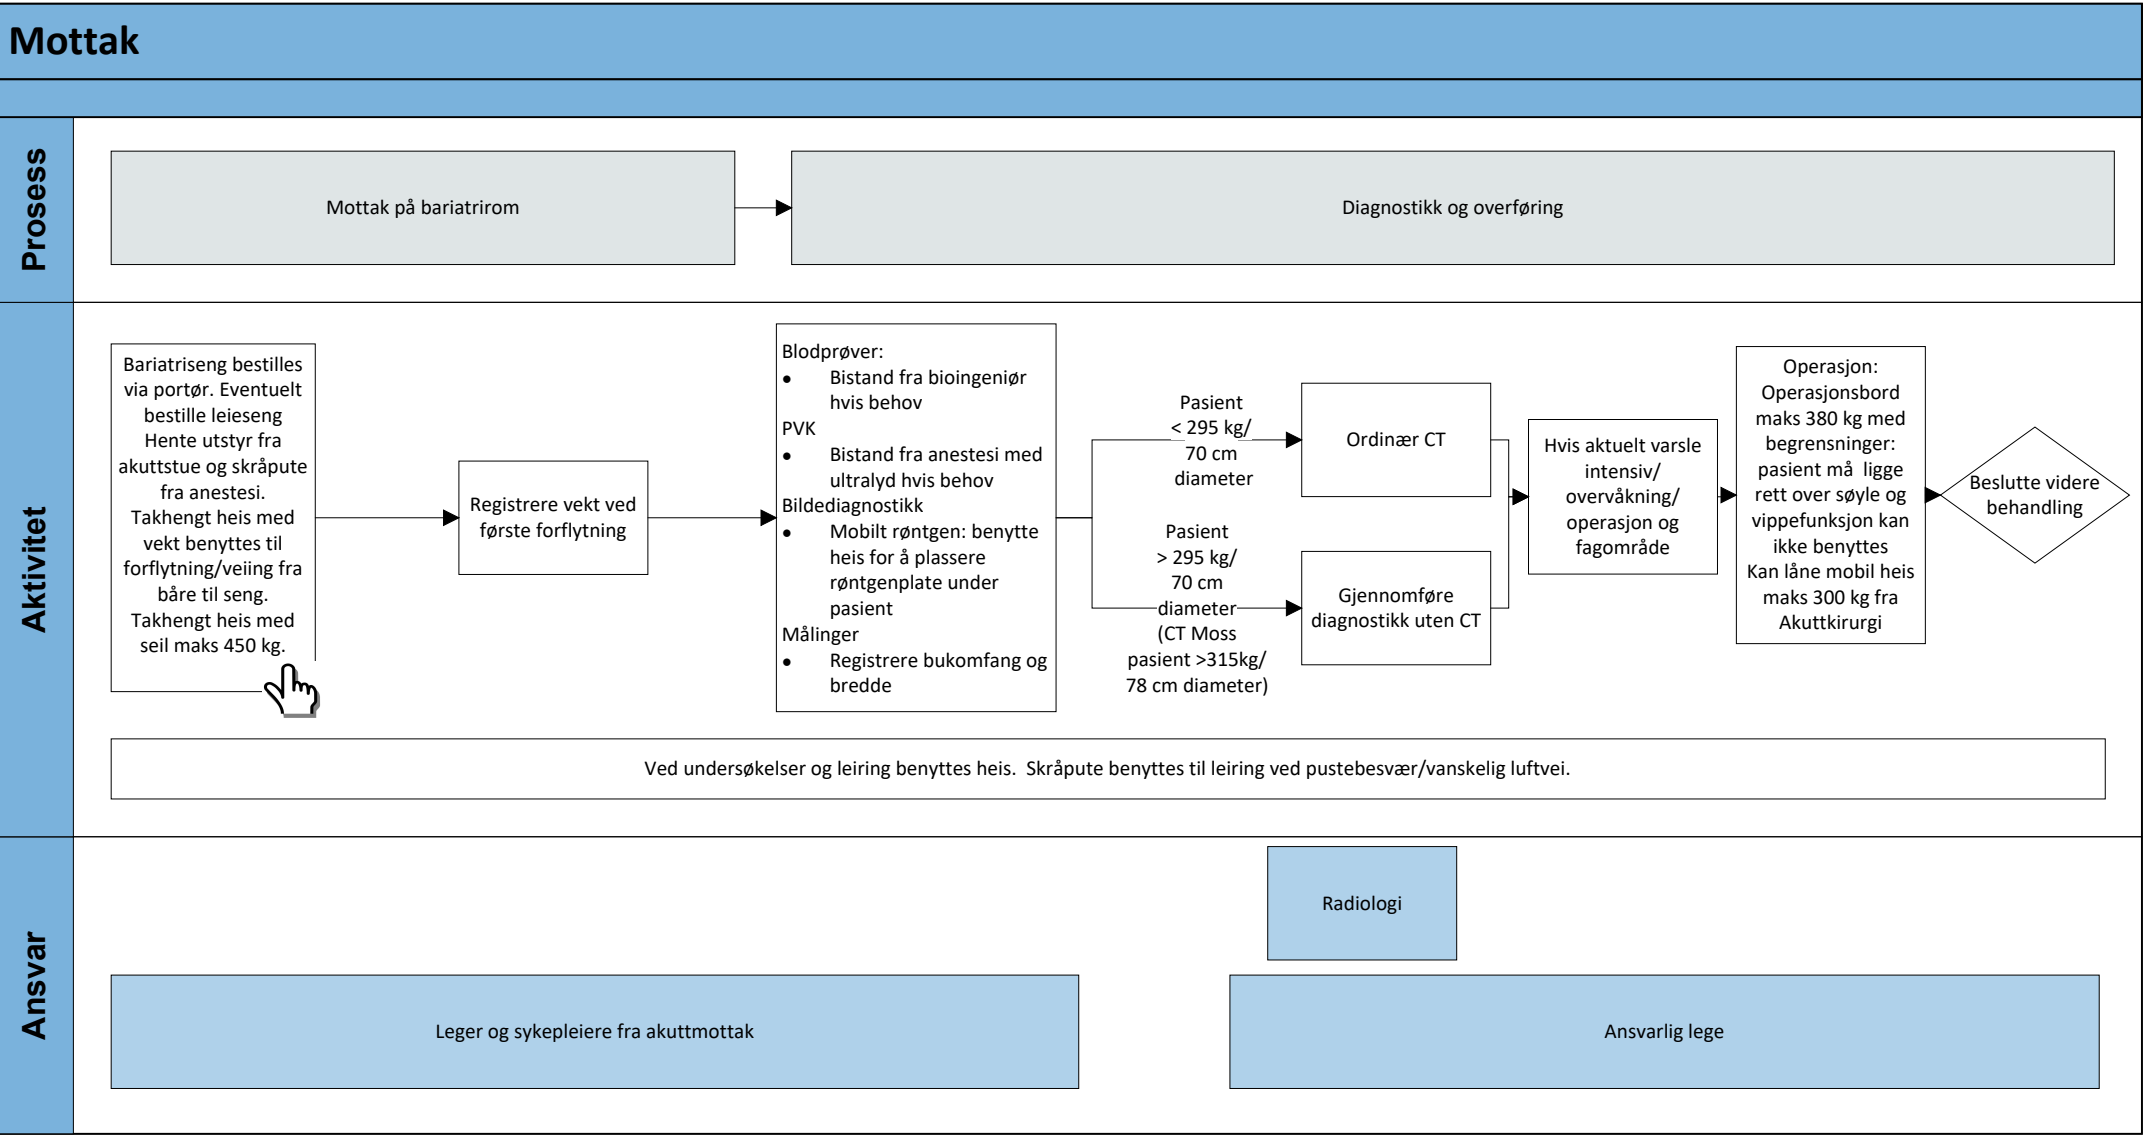 Mottak
Prosess
Mottak på bariatrirom
Diagnostikk og overføring
Aktivitet
Bariatriseng bestilles
via portør. Eventuelt
bestille leieseng
Hente utstyr fra
akuttstue og skråpute
fra anestesi.
Takhengt heis med
vekt benyttes til
forflytning/veiing fra
båre til seng.
Takhengt heis med
seil maks 450 kg.
Registrere vekt ved
første forflytning
Blodprøver:
• Bistand fra bioingeniør
hvis behov
PVK
• Bistand fra anestesi med
ultralyd hvis behov
Bildediagnostikk
• Mobilt røntgen: benytte
heis for å plassere
røntgenplate under
pasient
Målinger
• Registrere bukomfang og
bredde
Pasient
< 295 kg/
70 cm
diameter
Pasient
> 295 kg/
70 cm
diameter
(CT Moss
pasient >315kg/
78 cm diameter)
Ordinær CT
Gjennomføre
diagnostikk uten CT
Hvis aktuelt varsle
intensiv/
overvåkning/
operasjon og
fagområde
Operasjon:
Operasjonsbord
maks 380 kg med
begrensninger:
pasient må  ligge
rett over søyle og
vippefunksjon kan
ikke benyttes
Kan låne mobil heis
maks 300 kg fra
Akuttkirurgi
Beslutte videre
behandling
Ved undersøkelser og leiring benyttes heis.  Skråpute benyttes til leiring ved pustebesvær/vanskelig luftvei.
Ansvar
Radiologi
Leger og sykepleiere fra akuttmottak
Ansvarlig lege